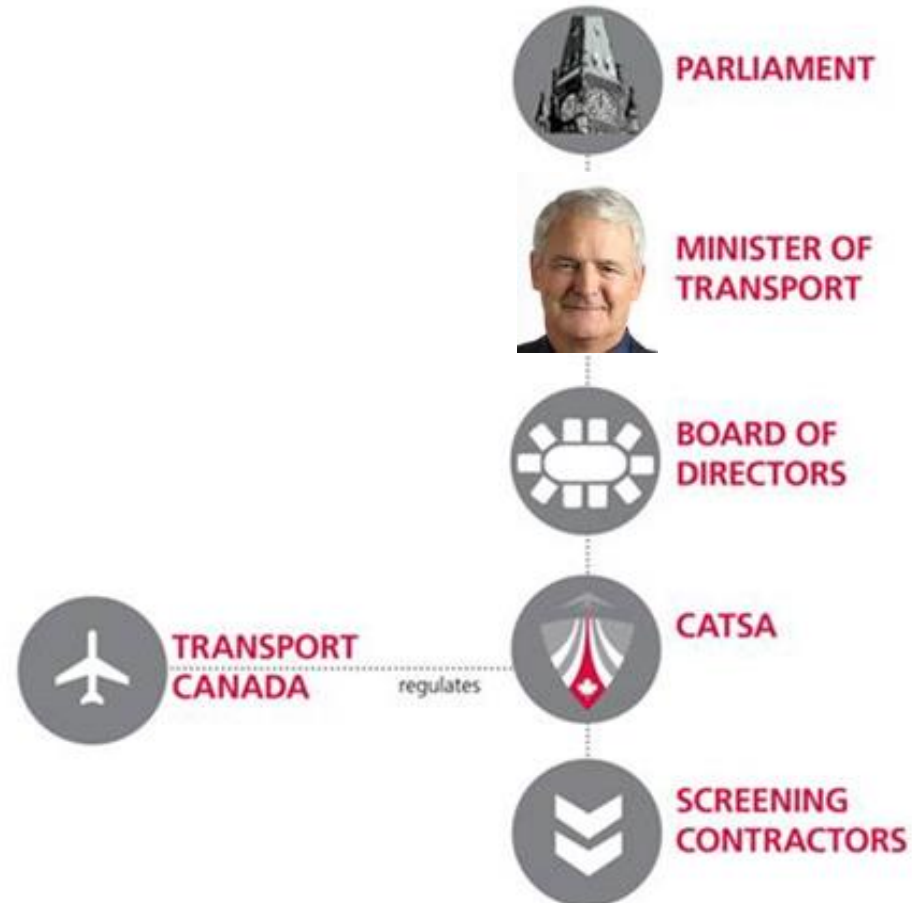 PARLIAMENT
MINISTER OF
TRANSPORT
BOARD OF
DIRECTORS
CATSA
TRANSPORT
CANADA
regulates
SCREENING
CONTRACTORS